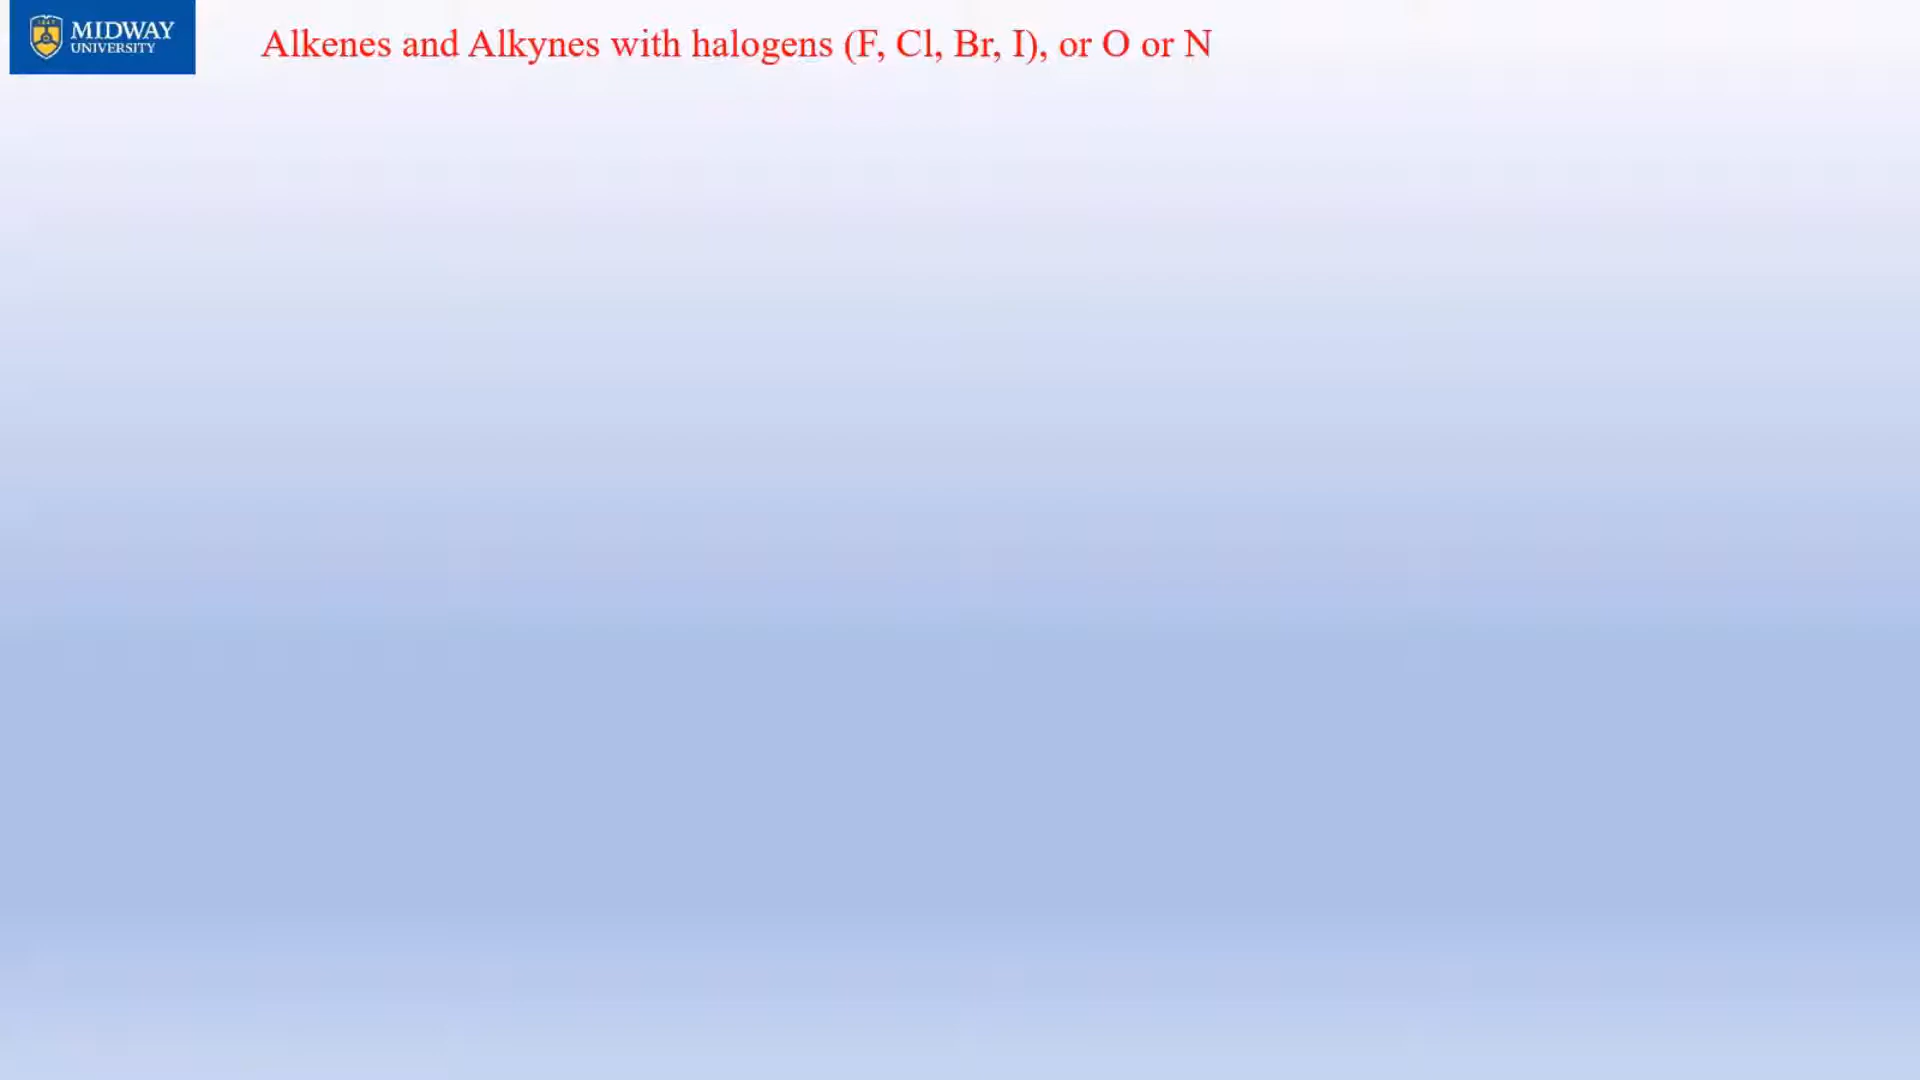 MIDWAY
UNIVERSITY
Alkenes and Alkynes with halogens (F, Cl, Br, I), or O or N